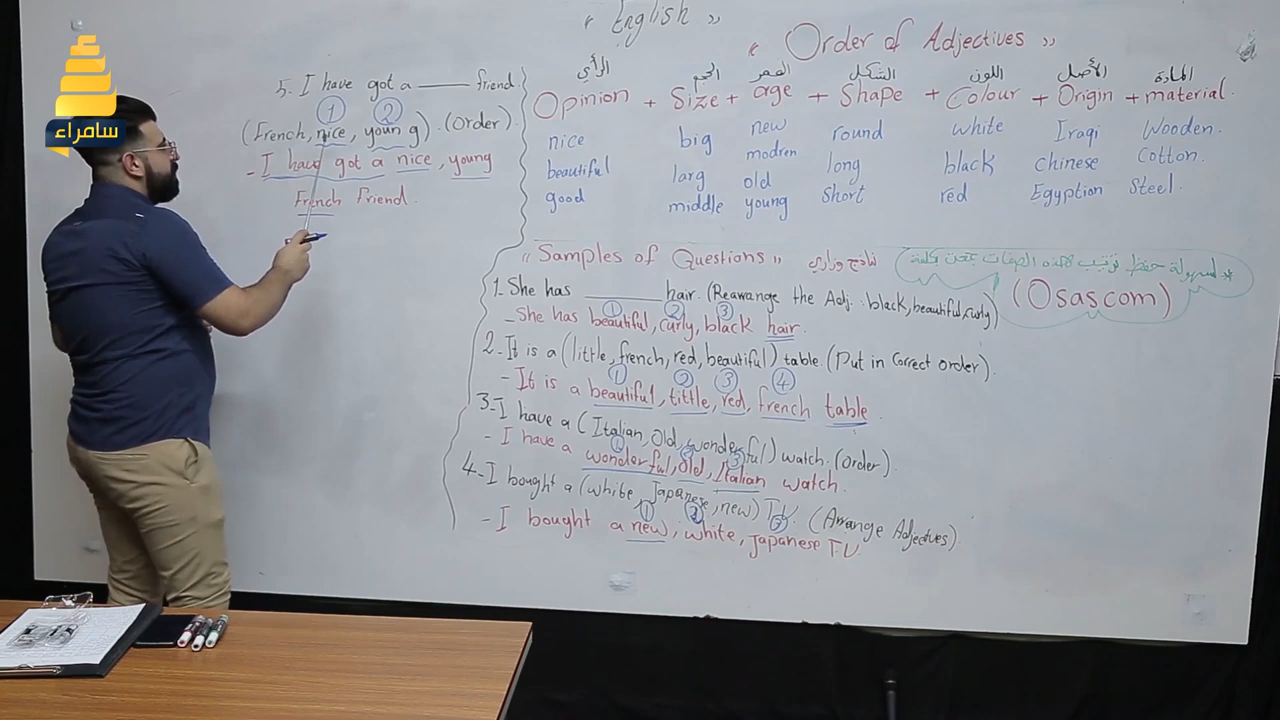 « English »
« Order of Adjectives »
الرأي الحجم العمر الشكل اللون الأصل المادة
Opinion + Size + age + Shape + Colour + Origin + material.
nice big new round white Iraqi Wooden.
beautiful larg modren long black chinese Cotton.
good middle old short red Egyption Steel.
young
5. I have got a ____ friend.
① ②
(French, nice, young). (Order)
- I have got a nice, young
French Friend.
سامراء
"Samples of Questions" نماذج وزاري
* لسهولة حفظ ترتيب هذه الصفات بكلمة
(Osascom)
1- She has ____ hair. (Rearrange the Adj. : black, beautiful, curly)
① ② ③
- She has beautiful, curly, black hair.
2- It is a (little, french, red, beautiful) table. (Put in Correct order).
① ② ③ ④
- It is a beautiful, tittle, red, french table.
3- I have a (Italian, old, wonderful) watch. (Order).
① ② ③
- I have a wonderful, old, Italian watch.
4- I bought a (white, Japanese, new) T.V. (Arrange Adjectives)
① ② ③
- I bought a new, white, Japanese T.V.